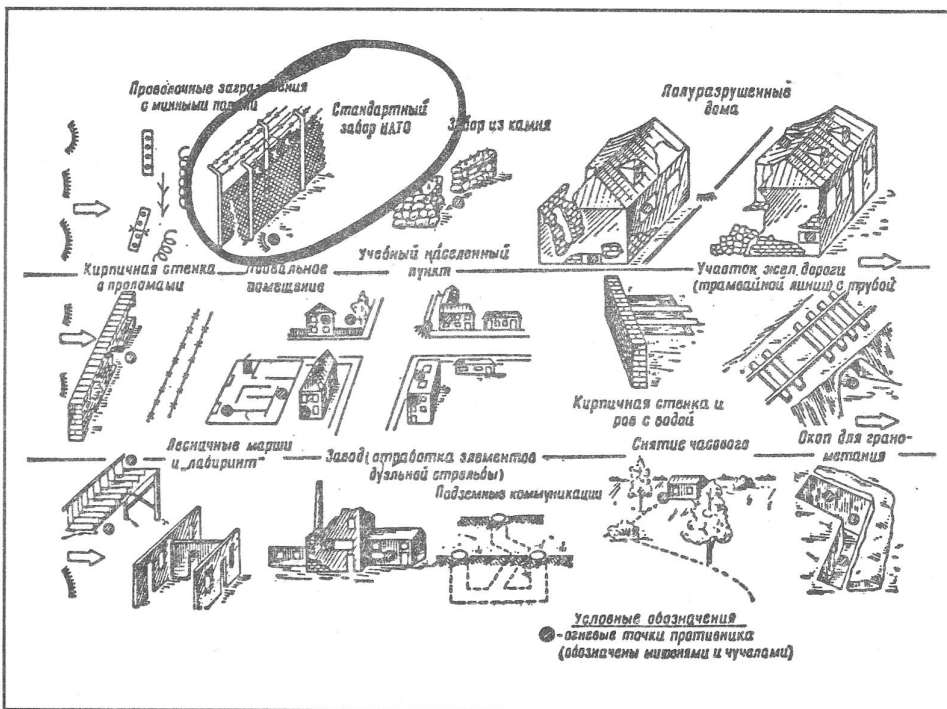 Проволочные заграждения
с минными полями
Стандартный
забор НАТО
Забор из камня
Полуразрушенные
дома
Кирпичная стенка
с проломами
Подвальное
помещение
Учебный населенный
пункт
Участок жел. дороги
(трамвайной линии) с трубой
Кирпичная стенка и
ров с водой
Лесничные марши
и „лабиринт"
Завод (отработка элементов
дуэльной стрельбы)
Подземные коммуникации
Снятие часового
Окоп для грано-
метания
Условные обозначения
- огневые точки противника
(обозначены мишенями и чучелами)